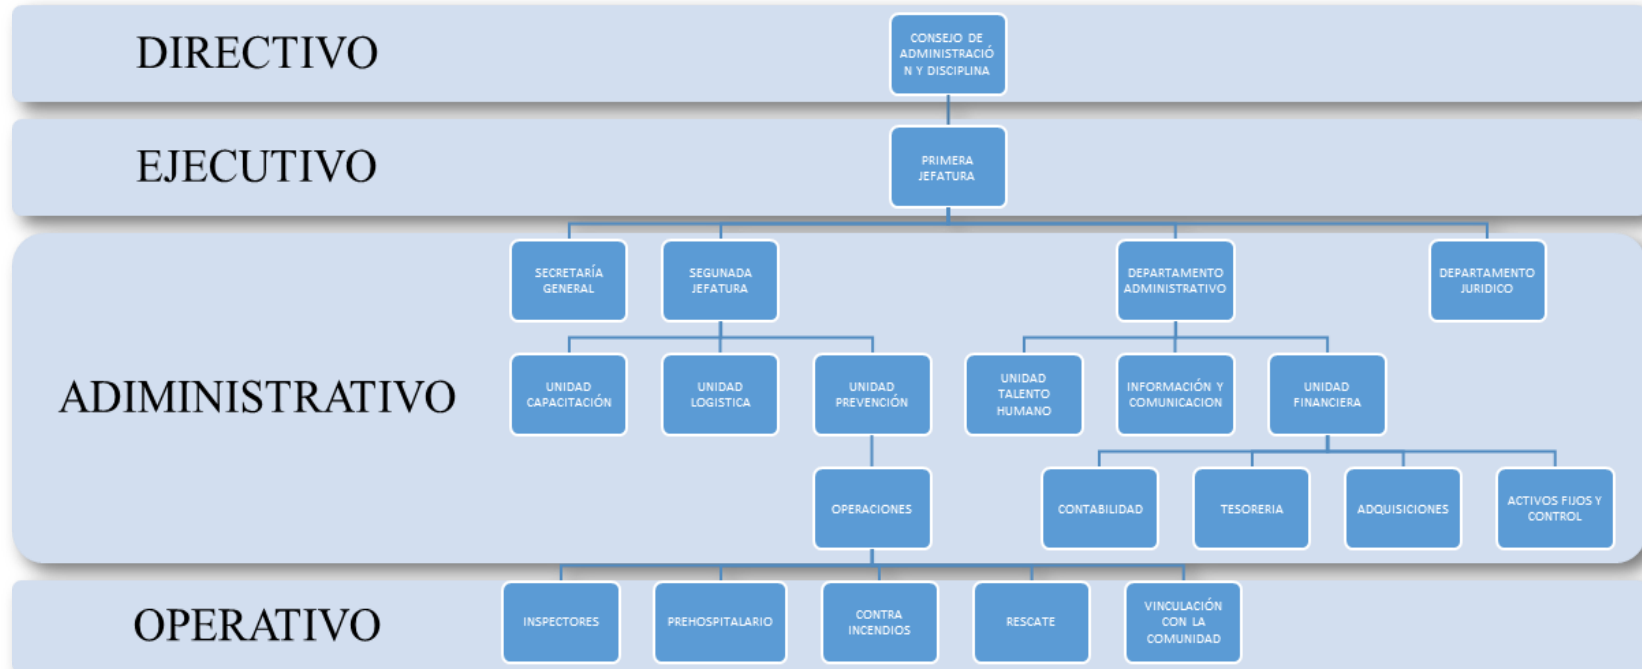 DIRECTIVO
CONSEJO DE
ADMINISTRACIÓ
N Y DISCIPLINA
EJECUTIVO
PRIMERA
JEFATURA
ADIMINISTRATIVO
SECRETARÍA
GENERAL
SEGUNADA
JEFATURA
DEPARTAMENTO
ADMINISTRATIVO
DEPARTAMENTO
JURIDICO
UNIDAD
CAPACITACIÓN
UNIDAD
LOGISTICA
UNIDAD
PREVENCIÓN
UNIDAD
TALENTO
HUMANO
INFORMACIÓN Y
COMUNICACION
UNIDAD
FINANCIERA
OPERACIONES
CONTABILIDAD
TESORERIA
ADQUISICIONES
ACTIVOS FIJOS Y
CONTROL
OPERATIVO
INSPECTORES
PREHOSPITALARIO
CONTRA
INCENDIOS
RESCATE
VINCULACIÓN
CON LA
COMUNIDAD